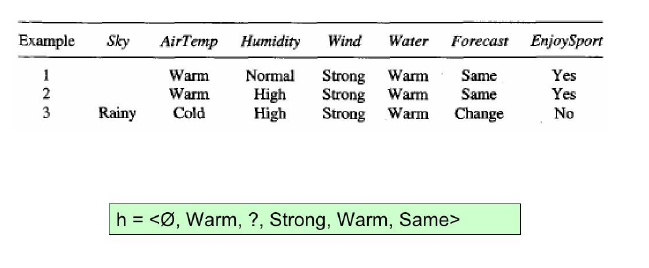 Example Sky AirTemp Humidity Wind Water Forecast EnjoySport
1 Warm Normal Strong Warm Same Yes
2 Warm High Strong Warm Same Yes
3 Rainy Cold High Strong Warm Change No
h = <Ø, Warm, ?, Strong, Warm, Same>